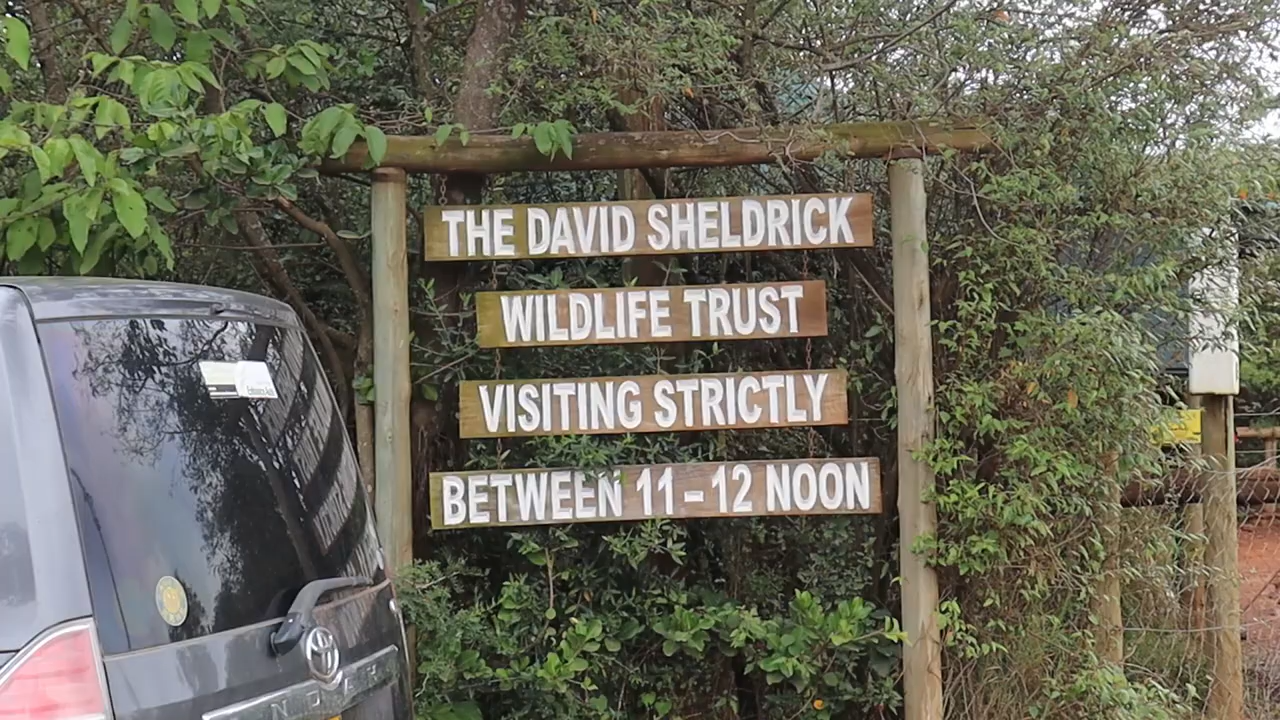 THE DAVID SHELDRICK
WILDLIFE TRUST
VISITING STRICTLY
BETWEEN 11-12 NOON